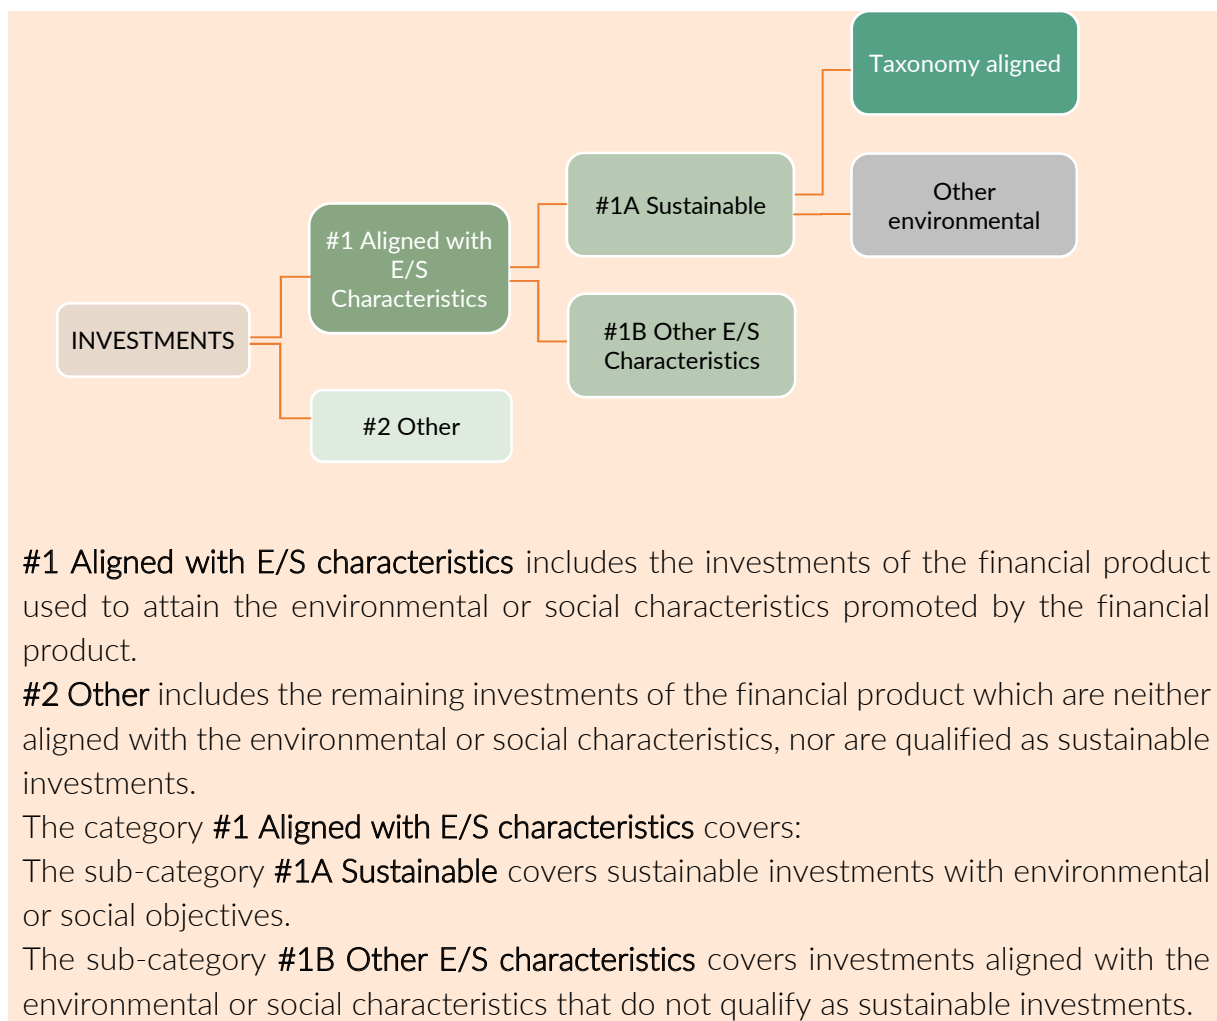 Taxonomy aligned
#1A Sustainable
Other
environmental
#1 Aligned with
E/S
Characteristics
INVESTMENTS
#1B Other E/S
Characteristics
#2 Other
#1 Aligned with E/S characteristics includes the investments of the financial product
used to attain the environmental or social characteristics promoted by the financial
product.
#2 Other includes the remaining investments of the financial product which are neither
aligned with the environmental or social characteristics, nor are qualified as sustainable
investments.
The category #1 Aligned with E/S characteristics covers:
The sub-category #1A Sustainable covers sustainable investments with environmental
or social objectives.
The sub-category #1B Other E/S characteristics covers investments aligned with the
environmental or social characteristics that do not qualify as sustainable investments.